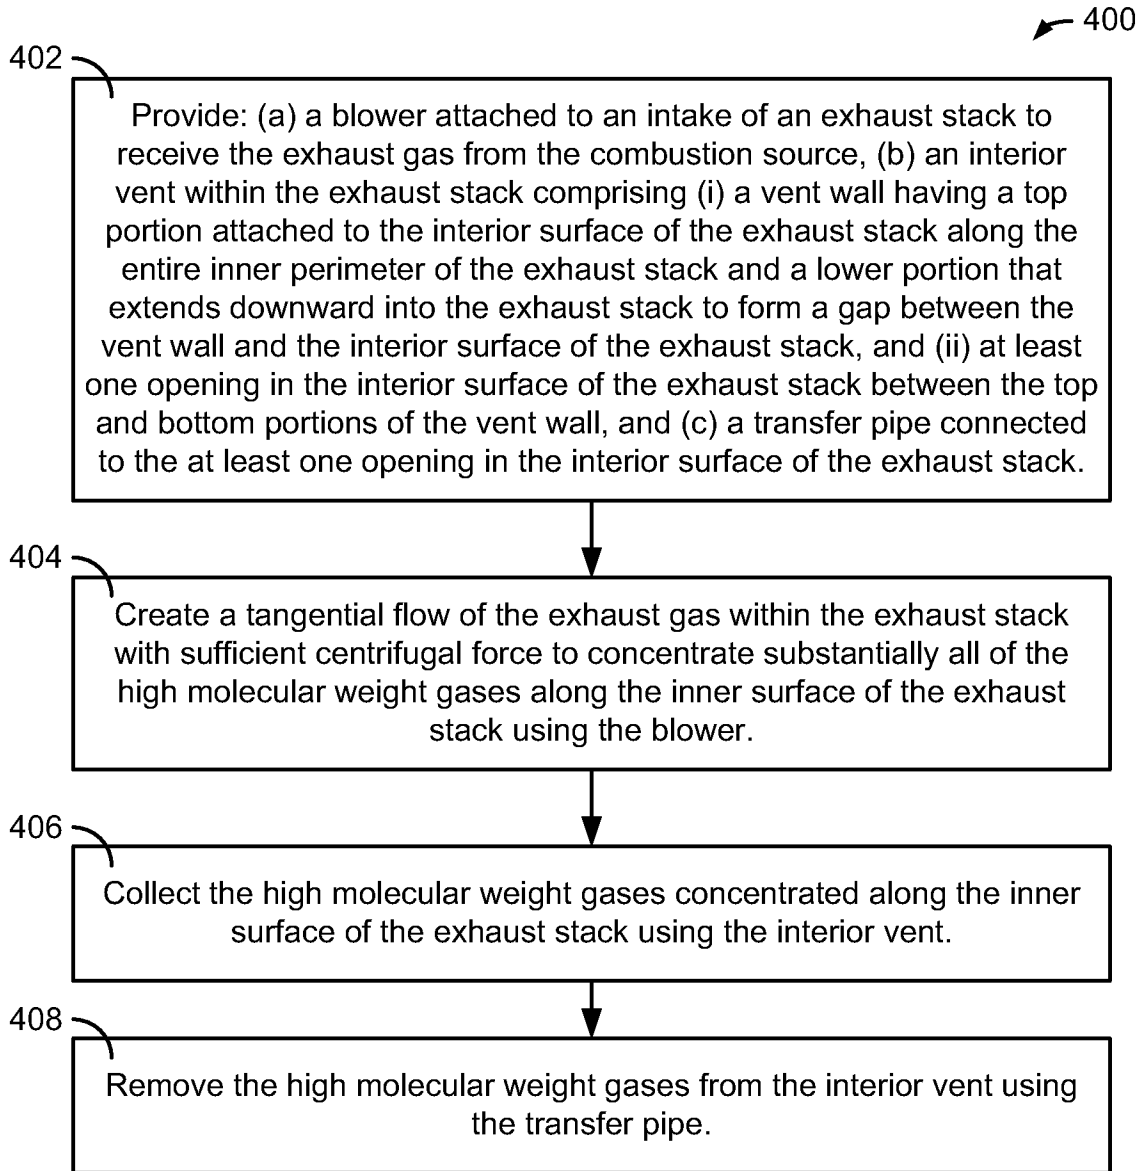 400
402
Provide: (a) a blower attached to an intake of an exhaust stack to
receive the exhaust gas from the combustion source, (b) an interior
vent within the exhaust stack comprising (i) a vent wall having a top
portion attached to the interior surface of the exhaust stack along the
entire inner perimeter of the exhaust stack and a lower portion that
extends downward into the exhaust stack to form a gap between the
vent wall and the interior surface of the exhaust stack, and (ii) at least
one opening in the interior surface of the exhaust stack between the top
and bottom portions of the vent wall, and (c) a transfer pipe connected
to the at least one opening in the interior surface of the exhaust stack.
404
Create a tangential flow of the exhaust gas within the exhaust stack
with sufficient centrifugal force to concentrate substantially all of the
high molecular weight gases along the inner surface of the exhaust
stack using the blower.
406
Collect the high molecular weight gases concentrated along the inner
surface of the exhaust stack using the interior vent.
408
Remove the high molecular weight gases from the interior vent using
the transfer pipe.